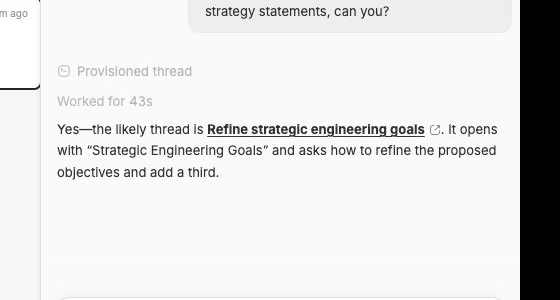 m ago
strategy statements, can you?
Provisioned thread
Worked for 43s
Yes—the likely thread is Refine strategic engineering goals. It opens
with “Strategic Engineering Goals” and asks how to refine the proposed
objectives and add a third.